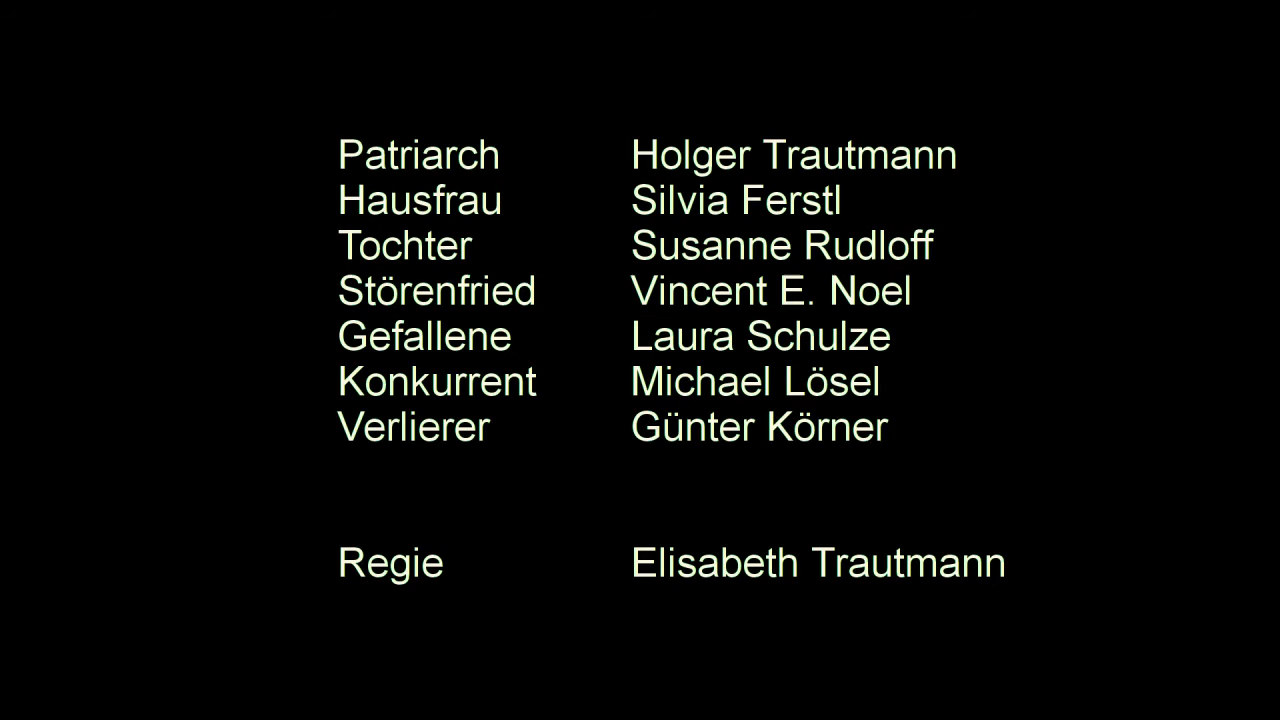 Patriarch Holger Trautmann
Hausfrau Silvia Ferstl
Tochter Susanne Rudloff
Störenfried Vincent E. Noel
Gefallene Laura Schulze
Konkurrent Michael Lösel
Verlierer Günter Körner
Regie Elisabeth Trautmann